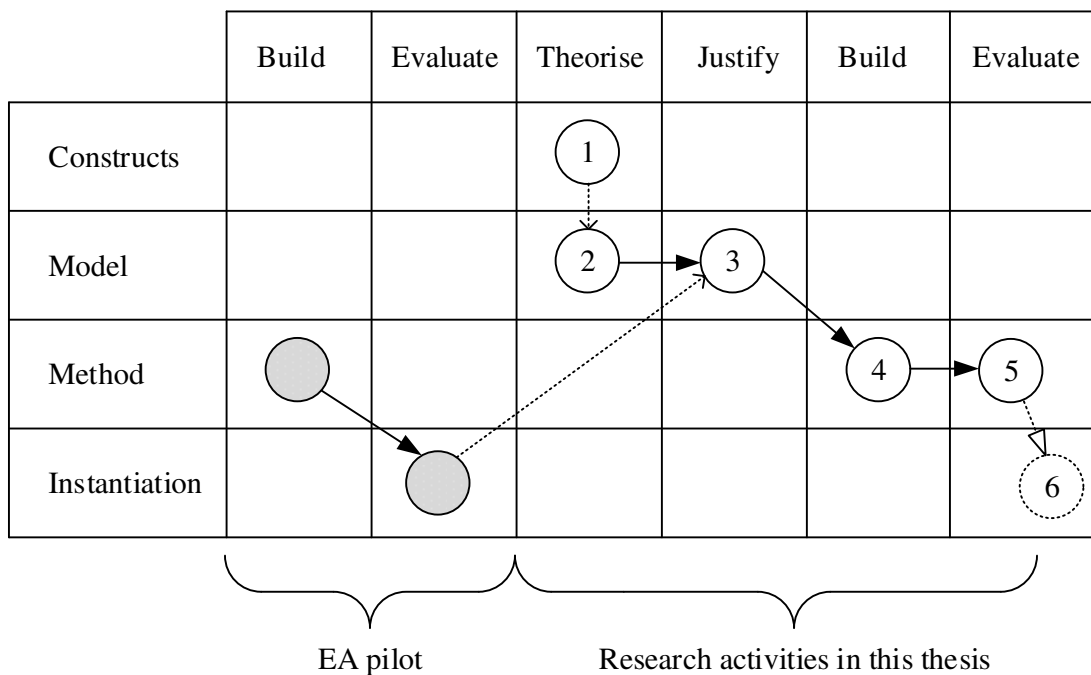 Build Evaluate Theorise Justify Build Evaluate
Constructs 1
Model 2 3
Method 4 5
Instantiation 6
EA pilot Research activities in this thesis